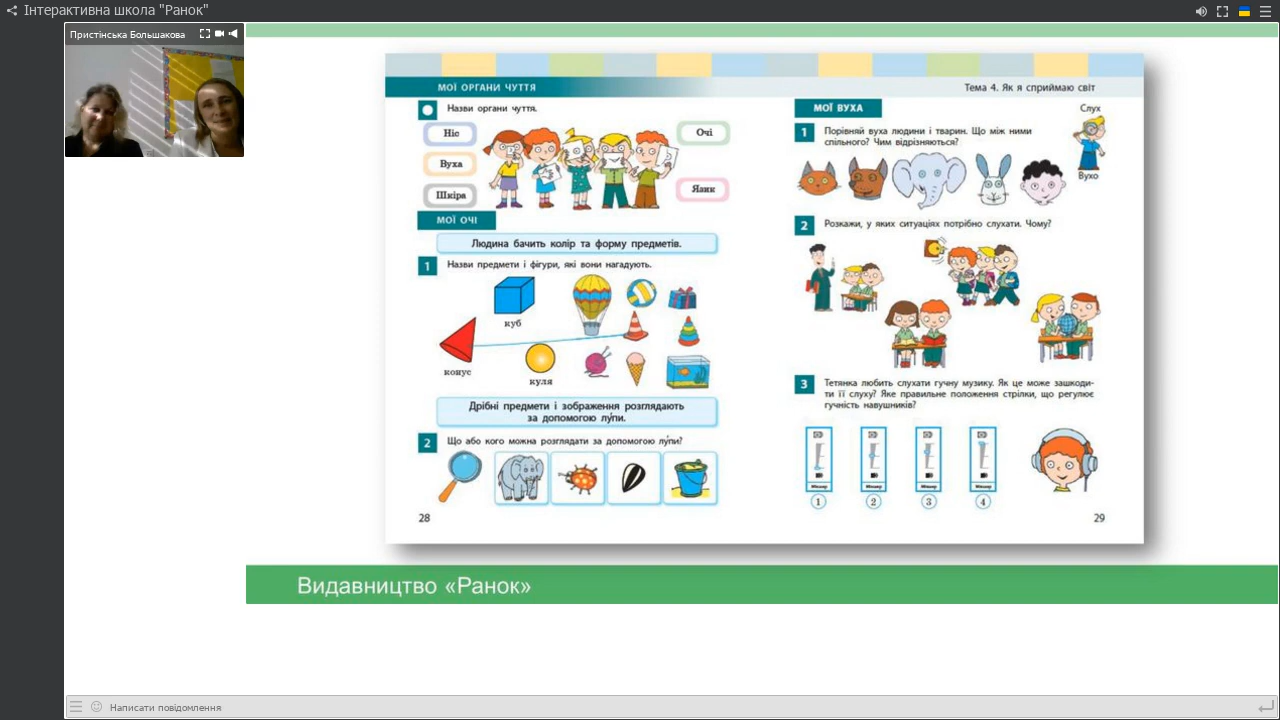 Інтерактивна школа "Ранок"
Пристінська Большакова
МОЇ ОРГАНИ ЧУТТЯ
Назви органи чуття.
Ніс
Вуха
Шкіра
Очі
Язик
МОЇ ОЧІ
Людина бачить колір та форму предметів.
1 Назви предмети і фігури, які вони нагадують.
куб
конус
куля
Дрібні предмети і зображення розглядають
за допомогою лу́пи.
2 Що або кого можна розглядати за допомогою лу́пи?
28
Тема 4. Як я сприймаю світ
МОЇ ВУХА
Слух
Вухо
1 Порівняй вуха людини і тварин. Що між ними
спільного? Чим відрізняються?
2 Розкажи, у яких ситуаціях потрібно слухати. Чому?
3 Тетянка любить слухати гучну музику. Як це може зашкоди-
ти її слуху? Яке правильне положення стрілки, що регулює
гучність навушників?
1 2 3 4
29
Видавництво «Ранок»
Написати повідомлення